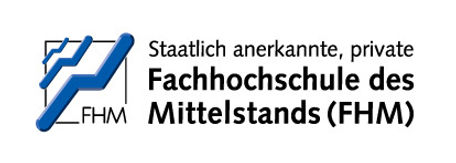 FHM
Staatlich anerkannte, private
Fachhochschule des
Mittelstands (FHM)